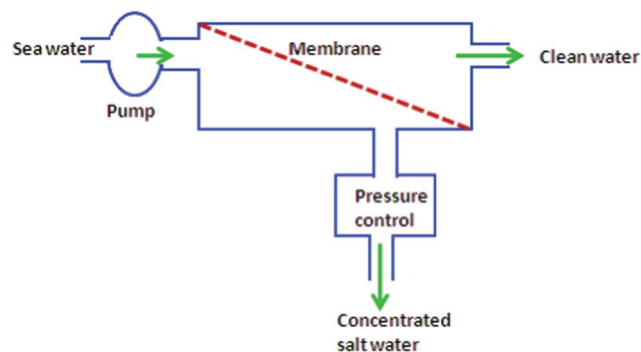 Sea water
Membrane
Clean water
Pump
Pressure
control
Concentrated
salt water